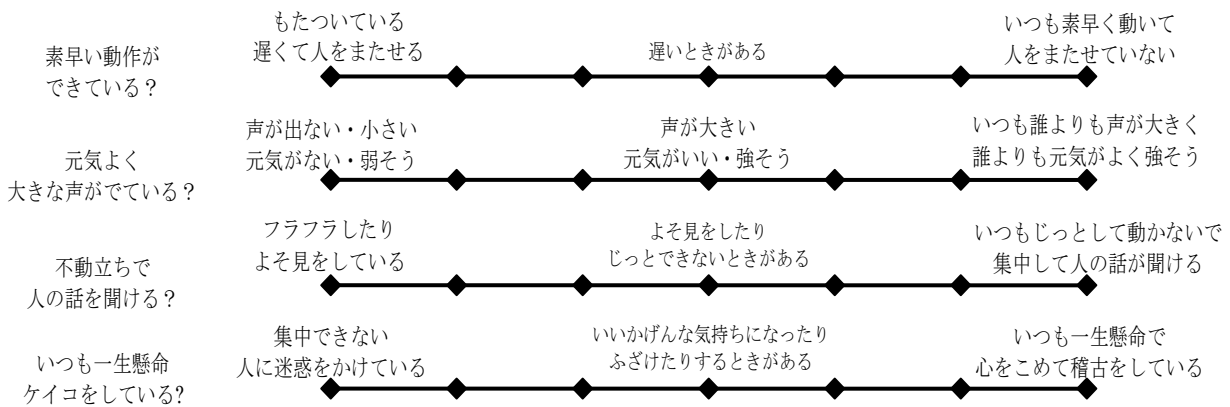 素早い動作が
できている？
もたついている
遅くて人をまたせる
遅いときがある
いつも素早く動いて
人をまたせていない
元気よく
大きな声がでている？
声が出ない・小さい
元気がない・弱そう
声が大きい
元気がいい・強そう
いつも誰よりも声が大きく
誰よりも元気がよく強そう
不動立ちで
人の話を聞ける？
フラフラしたり
よそ見をしている
よそ見をしたり
じっとできないときがある
いつもじっとして動かないで
集中して人の話が聞ける
いつも一生懸命
ケイコをしている?
集中できない
人に迷惑をかけている
いいかげんな気持ちになったり
ふざけたりするときがある
いつも一生懸命で
心をこめて稽古をしている